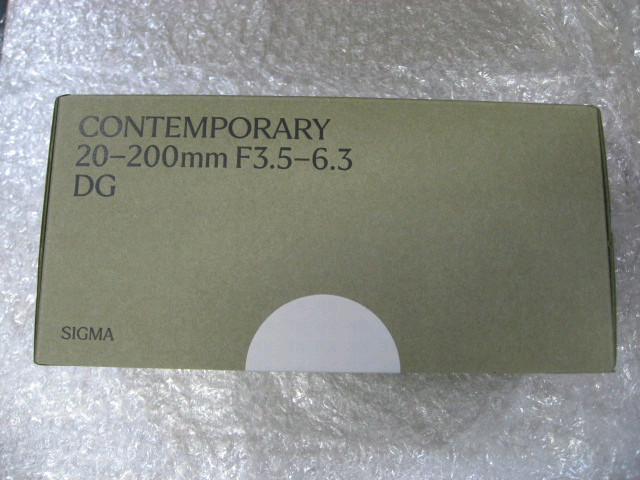 CONTEMPORARY
20–200mm F3.5–6.3
DG
SIGMA